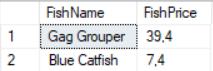 FishName FishPrice
1 Gag Grouper 39,4
2 Blue Catfish 7,4